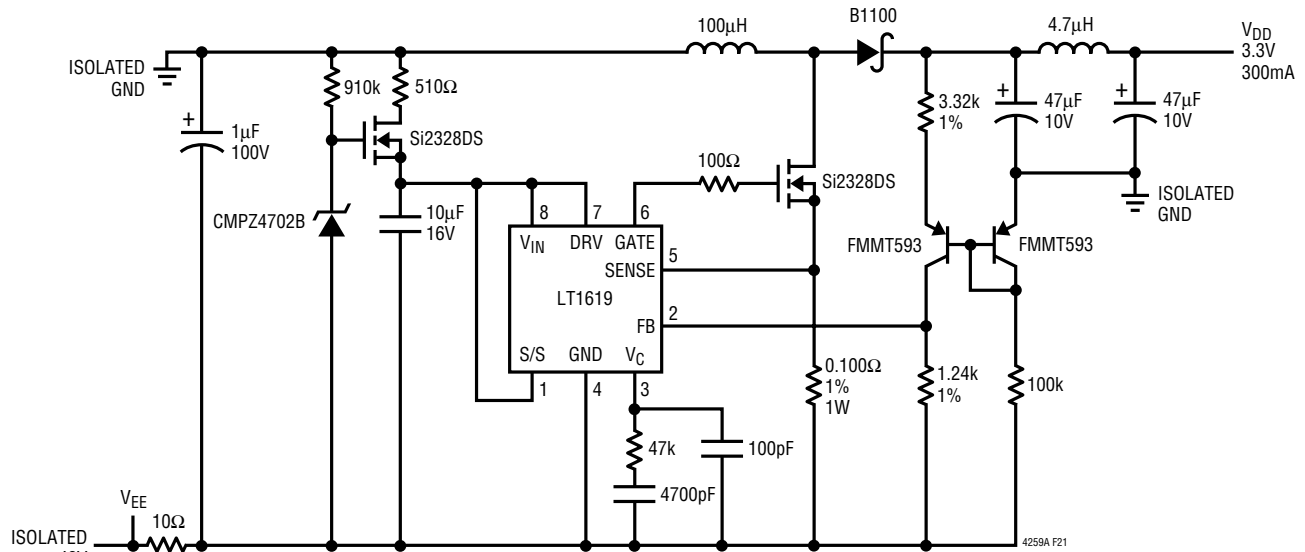 B1100
100µH
4.7µH
V_DD
3.3V
300mA
ISOLATED
GND
910k
510Ω
3.32k
1%
+
47µF
10V
+
47µF
10V
+
1µF
100V
Si2328DS
100Ω
Si2328DS
ISOLATED
GND
CMPZ4702B
10µF
16V
8
7
6
V_IN
DRV
GATE
FMMT593
FMMT593
SENSE
5
LT1619
FB
2
S/S
GND
V_C
1
4
3
0.100Ω
1%
1W
1.24k
1%
100k
47k
100pF
4700pF
V_EE
10Ω
ISOLATED
4259A F21